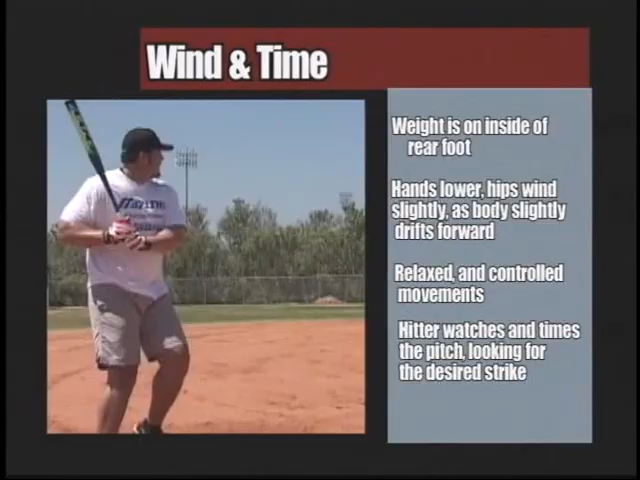 Wind & Time
Weight is on inside of
rear foot
Hands lower, hips wind
slightly, as body slightly
drifts forward
Relaxed, and controlled
movements
Hitter watches and times
the pitch, looking for
the desired strike